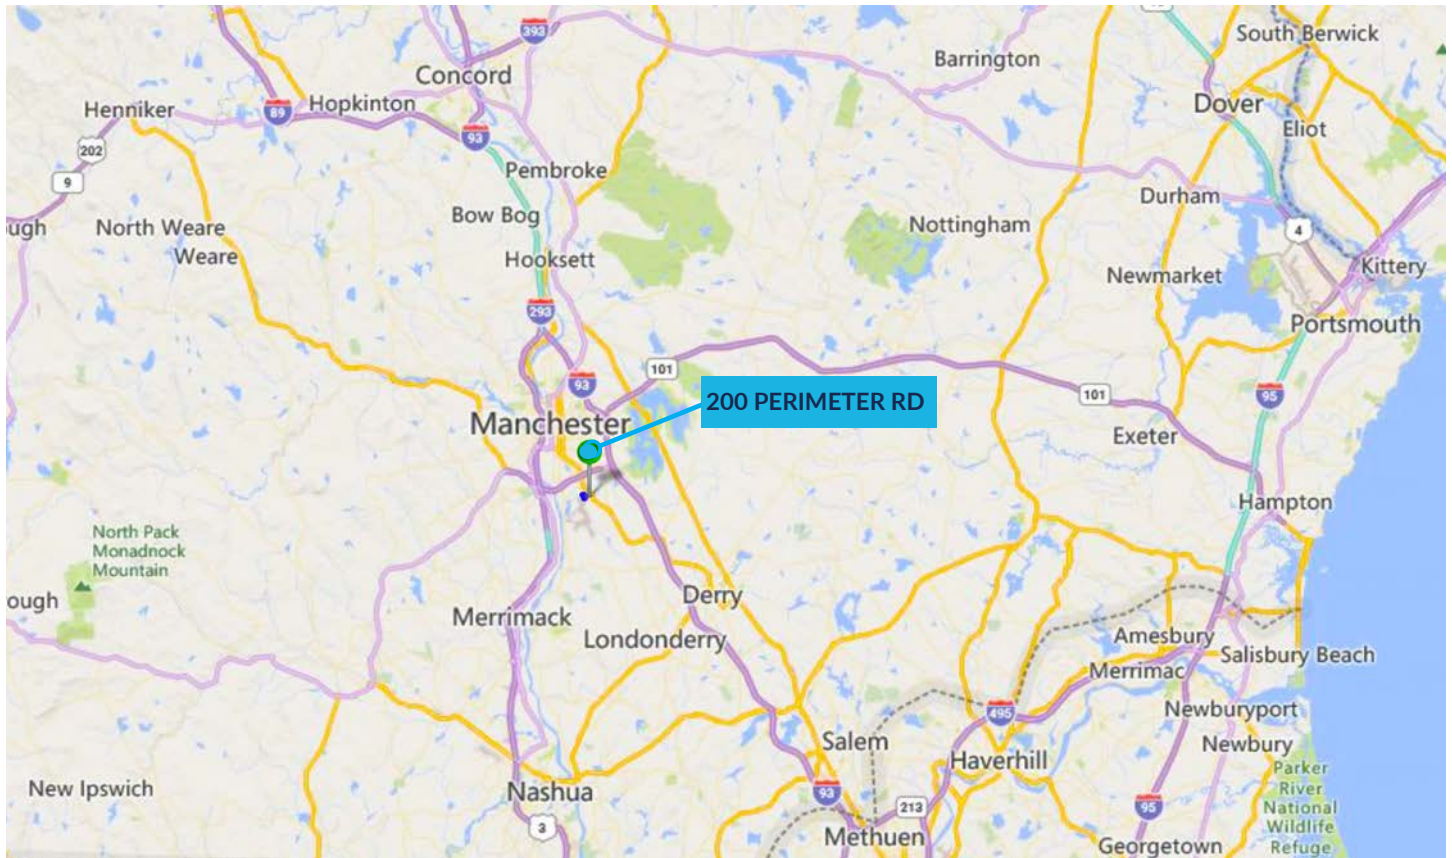 393
South Berwick
Barrington
Concord
Dover
Henniker
89
Hopkinton
93
Eliot
202
Pembroke
9
Durham
Bow Bog
ugh
North Weare
Nottingham
4
Weare
Hooksett
Newmarket
Kittery
293
Portsmouth
101
93
101
95
200 PERIMETER RD
Manchester
Exeter
Hampton
North Pack
Monadnock
Mountain
ough
Derry
Merrimack
Londonderry
Amesbury
Salisbury Beach
Merrimac
495
Newburyport
Salem
Newbury
Haverhill
New Ipswich
Nashua
93
213
95
Parker
River
National
Wildlife
Refuge
3
Methuen
Georgetown